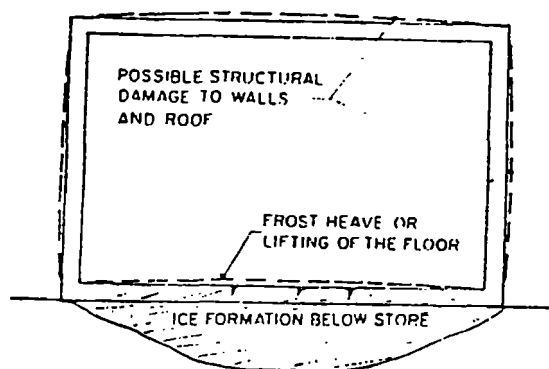 POSSIBLE STRUCTURAL
DAMAGE TO WALLS
AND ROOF
FROST HEAVE OR
LIFTING OF THE FLOOR
ICE FORMATION BELOW STORE